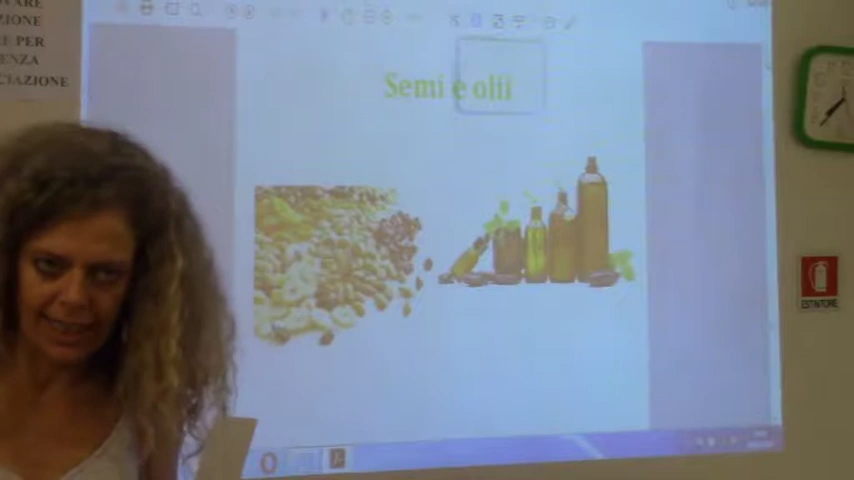 ZIONE
E PER
ENZA
CIAZIONE
Semi e olii
ESTINTORE